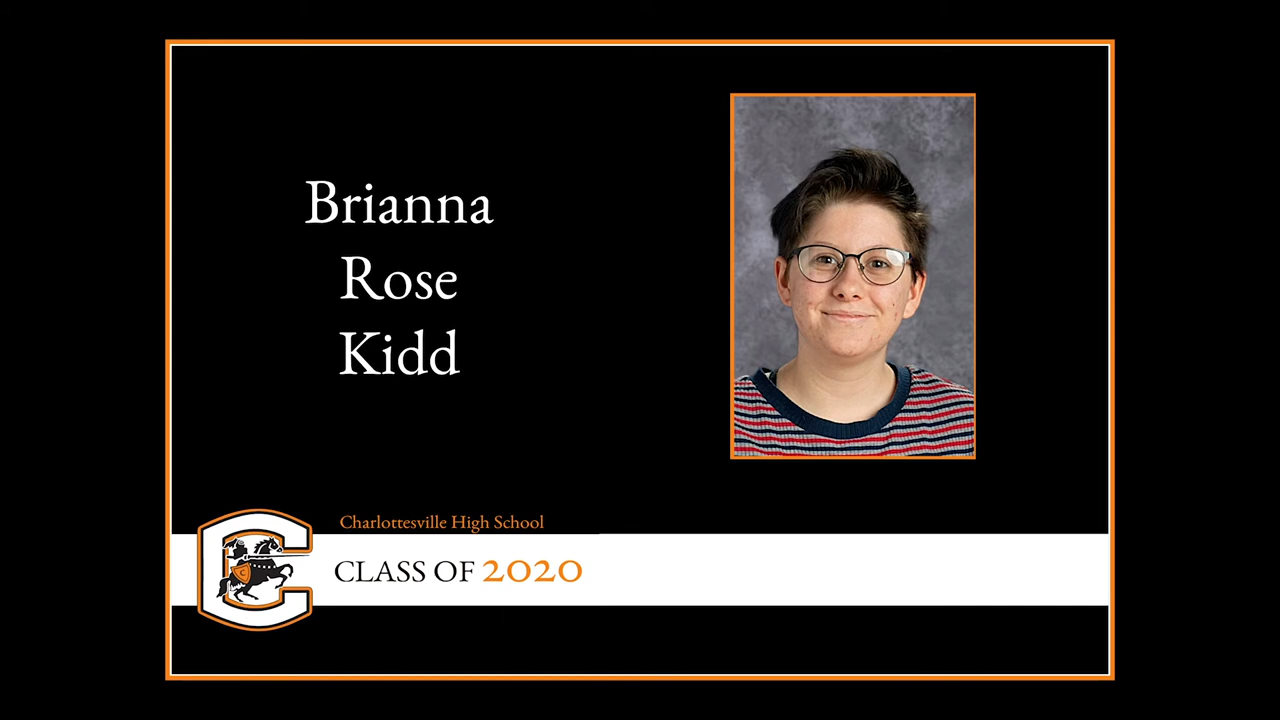 Brianna
Rose
Kidd
Charlottesville High School
CLASS OF 2020
C